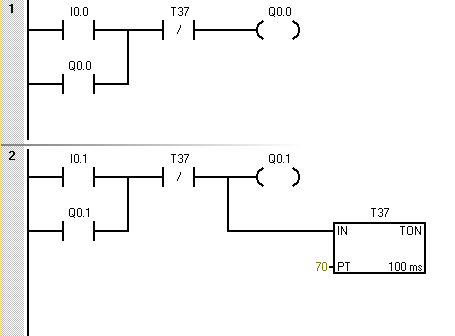 1
I0.0 T37 Q0.0
/
Q0.0
2
I0.1 T37 Q0.1
/
Q0.1
T37
IN TON
70 PT 100 ms